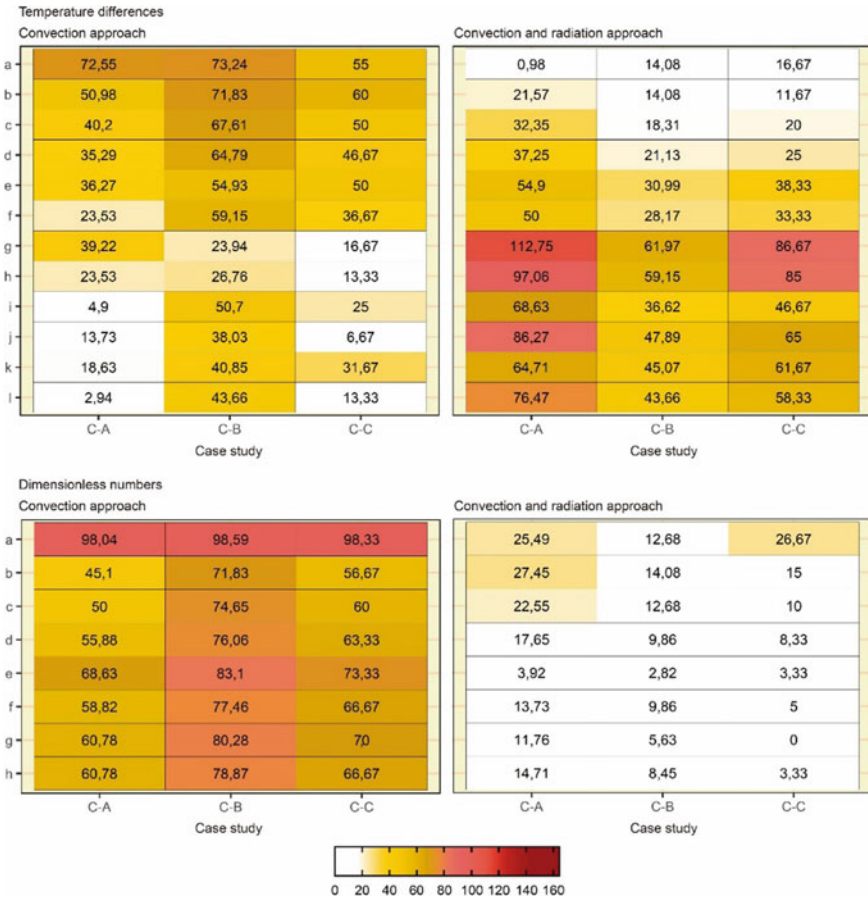 Temperature differences
Convection approach
a 72,55 73,24 55
b 50,98 71,83 60
c 40,2 67,61 50
d 35,29 64,79 46,67
e 36,27 54,93 50
f 23,53 59,15 36,67
g 39,22 23,94 16,67
h 23,53 26,76 13,33
i 4,9 50,7 25
j 13,73 38,03 6,67
k 18,63 40,85 31,67
l 2,94 43,66 13,33
C-A C-B C-C
Case study
Convection and radiation approach
0,98 14,08 16,67
21,57 14,08 11,67
32,35 18,31 20
37,25 21,13 25
54,9 30,99 38,33
50 28,17 33,33
112,75 61,97 86,67
97,06 59,15 85
68,63 36,62 46,67
86,27 47,89 65
64,71 45,07 61,67
76,47 43,66 58,33
C-A C-B C-C
Case study
Dimensionless numbers
Convection approach
a 98,04 98,59 98,33
b 45,1 71,83 56,67
c 50 74,65 60
d 55,88 76,06 63,33
e 68,63 83,1 73,33
f 58,82 77,46 66,67
g 60,78 80,28 7,0
h 60,78 78,87 66,67
C-A C-B C-C
Case study
Convection and radiation approach
25,49 12,68 26,67
27,45 14,08 15
22,55 12,68 10
17,65 9,86 8,33
3,92 2,82 3,33
13,73 9,86 5
11,76 5,63 0
14,71 8,45 3,33
C-A C-B C-C
Case study
0 20 40 60 80 100 120 140 160